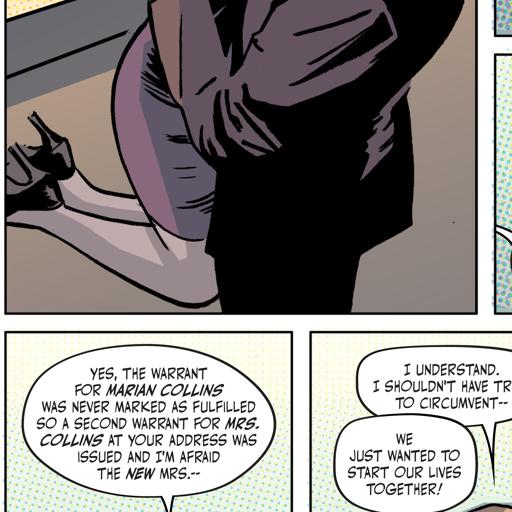 YES, THE WARRANT
FOR MARIAN COLLINS
WAS NEVER MARKED AS FULFILLED
SO A SECOND WARRANT FOR MRS.
COLLINS AT YOUR ADDRESS WAS
ISSUED AND I'M AFRAID
THE NEW MRS.--
I UNDERSTAND.
I SHOULDN'T HAVE TR
TO CIRCUMVENT--
WE
JUST WANTED TO
START OUR LIVES
TOGETHER!